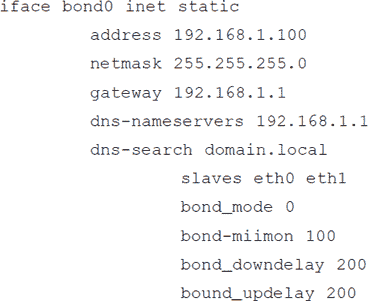 iface bond0 inet static
address 192.168.1.100
netmask 255.255.255.0
gateway 192.168.1.1
dns-nameservers 192.168.1.1
dns-search domain.local
slaves eth0 eth1
bond_mode 0
bond-miimon 100
bond_downdelay 200
bound_updelay 200